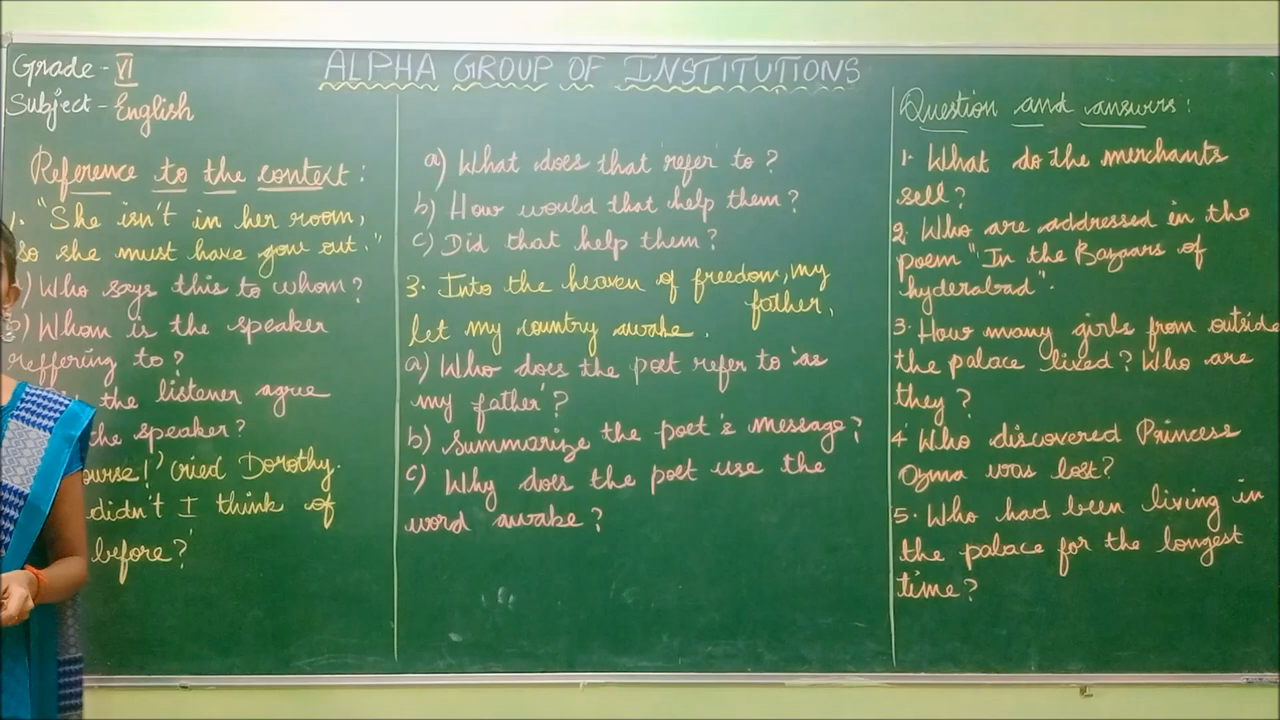 Grade - VI
Subject - English
ALPHA GROUP OF INSTITUTIONS
Reference to the context :
1. "She isn't in her room,
so she must have gone out."
) Who says this to whom?
) Whom is the speaker
reffering to?
the listener agree
the speaker?
cried Dorothy.
didn't I think of
before?'
a) What does that 'refer' to?
b) How would that help them?
c) Did that help them?
3. Into the heaven of freedom, my
father,
let my country awake.
a) Who does the poet refer to 'as
my father'?
b) Summarize the poet's message?
c) Why does the poet use the
word awake?
Question and answers :
1. What do the merchants
sell?
2. Who are addressed in the
poem "In the Bazaars of
hyderabad".
3. How many girls from outside
the palace lived? Who are
they?
4 Who discovered Princess
Ozma was lost?
5. Who had been living in
the palace for the longest
time?